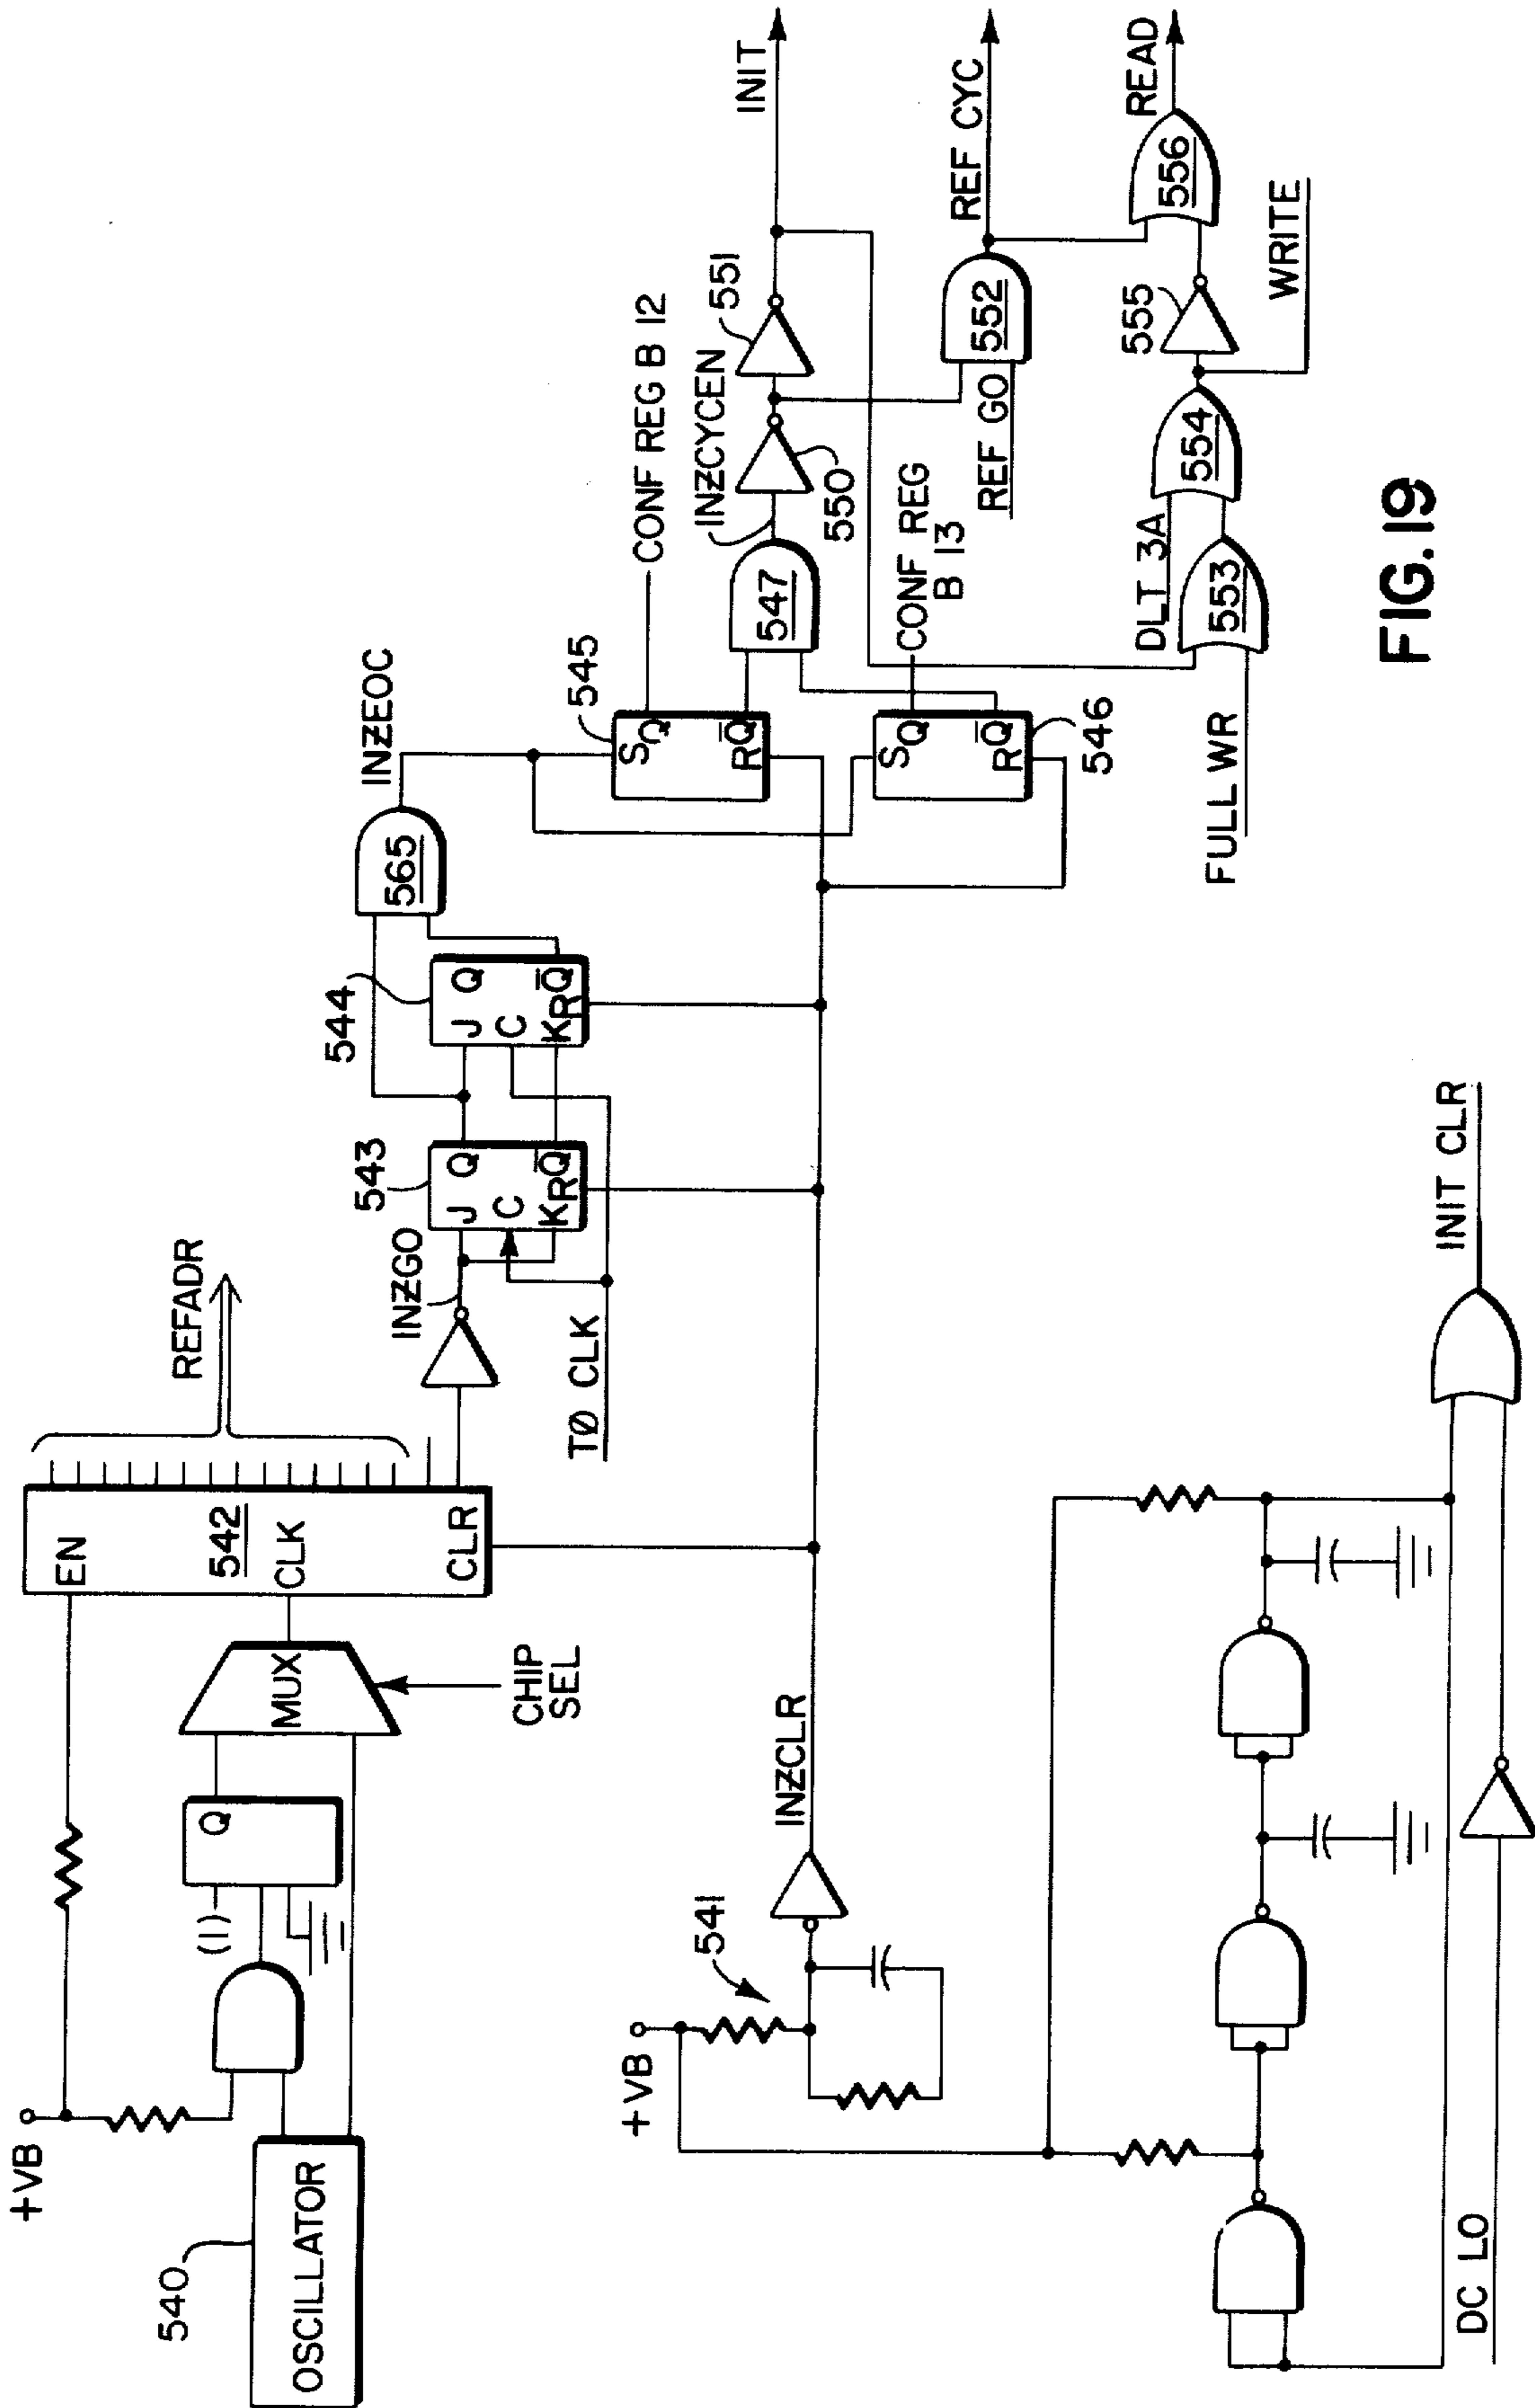 +VB
540
OSCILLATOR
(1)
Q
MUX
CHIP
SEL
EN
542
CLK
CLR
REFADR
INZGO
TØ CLK
543
J Q
C
K R Q
544
J Q
C
K R Q
565
INZEOC
545
S Q
R Q
CONF REG B 12
546
S Q
R Q
CONF REG
B 13
547
INZCYCEN
550
551
INIT
552
REF GO
REF CYC
DLT 3A
553
554
555
556
READ
WRITE
FULL WR
+VB
541
INZCLR
DC LO
INIT CLR
FIG. 19